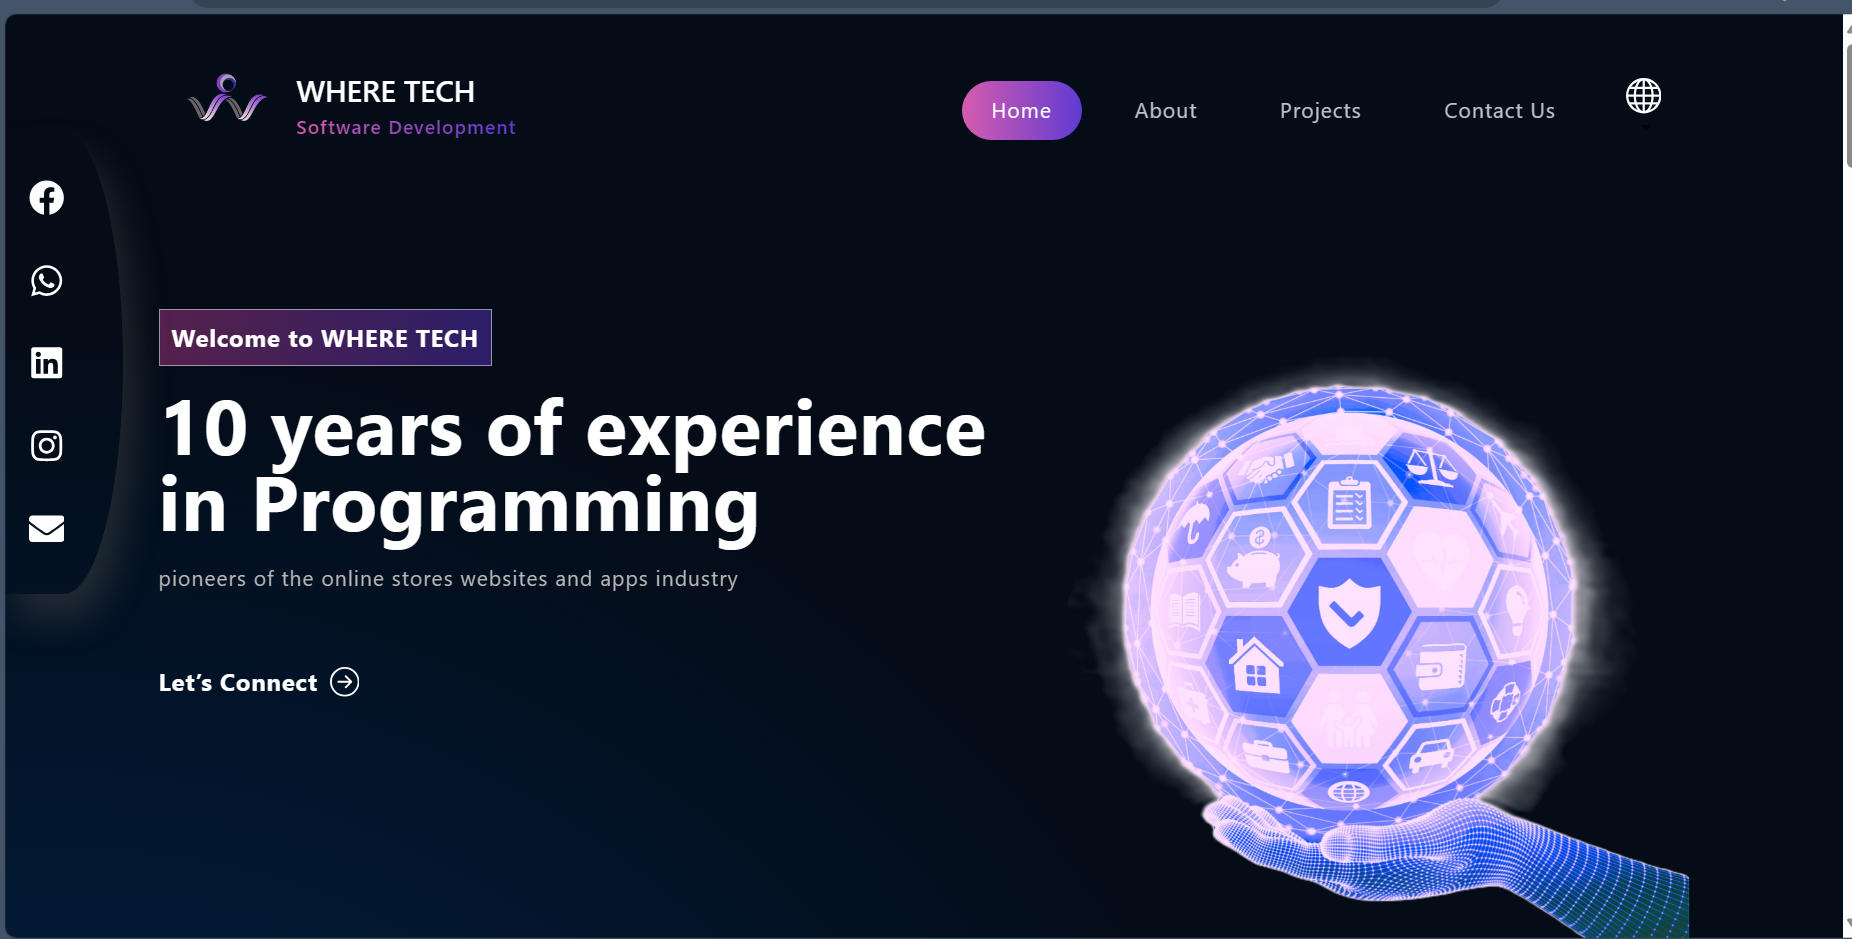 WHERE TECH
Software Development
Home
About
Projects
Contact Us
Welcome to WHERE TECH
10 years of experience
in Programming
pioneers of the online stores websites and apps industry
Let’s Connect